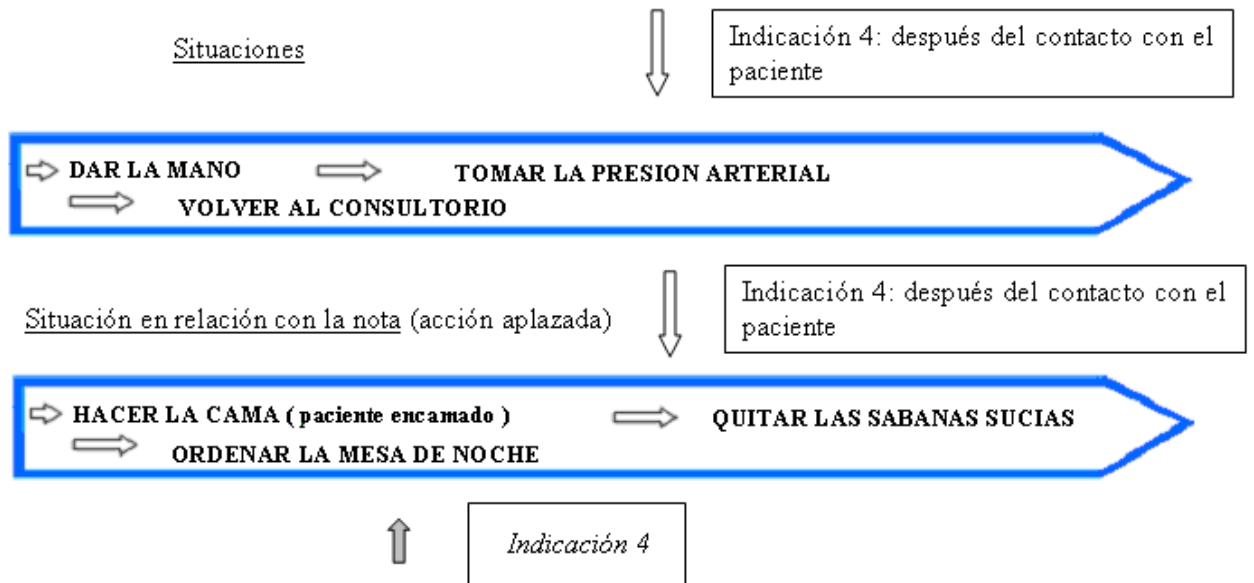 Situaciones
Indicación 4: después del contacto con el
paciente
DAR LA MANO TOMAR LA PRESION ARTERIAL
VOLVER AL CONSULTORIO
Indicación 4: después del contacto con el
paciente
Situación en relación con la nota (acción aplazada)
HACER LA CAMA ( paciente encamado ) QUITAR LAS SABANAS SUCIAS
ORDENAR LA MESA DE NOCHE
Indicación 4